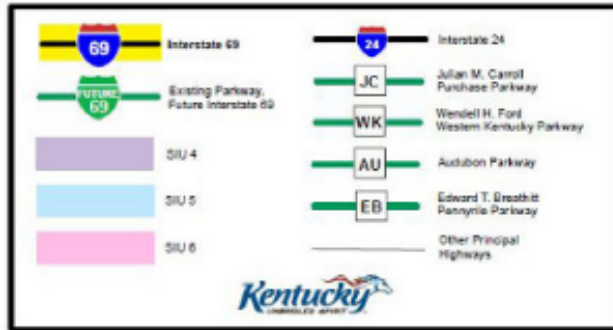 69
Interstate 69
FUTURE
69
Existing Parkway,
Future Interstate 69
SIU 4
SIU 5
SIU 6
24
Interstate 24
JC
Julian M. Carroll
Purchase Parkway
WK
Wendell H. Ford
Western Kentucky Parkway
AU
Audubon Parkway
EB
Edward T. Breathitt
Pennyrile Parkway
Other Principal
Highways
Kentucky
UNBRIDLED SPIRIT